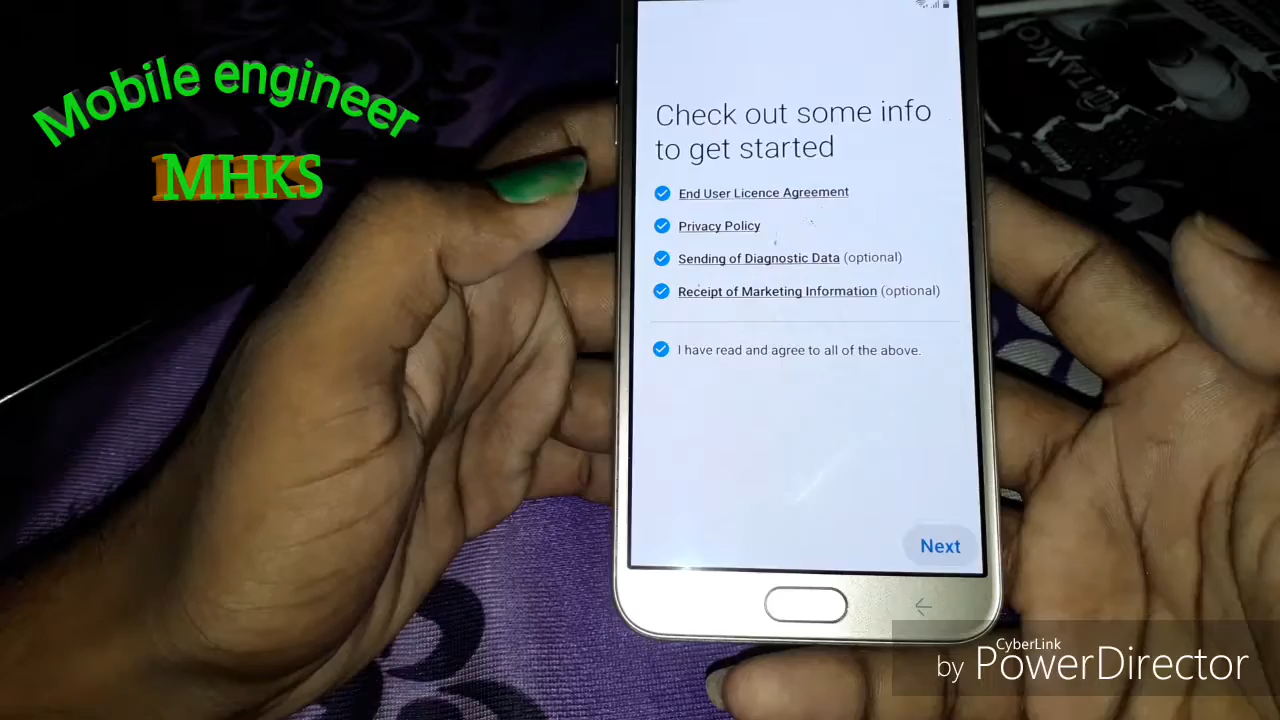 Mobile engineer
MHKS
Check out some info
to get started
End User Licence Agreement
Privacy Policy
Sending of Diagnostic Data (optional)
Receipt of Marketing Information (optional)
I have read and agree to all of the above.
Next
CyberLink
by PowerDirector